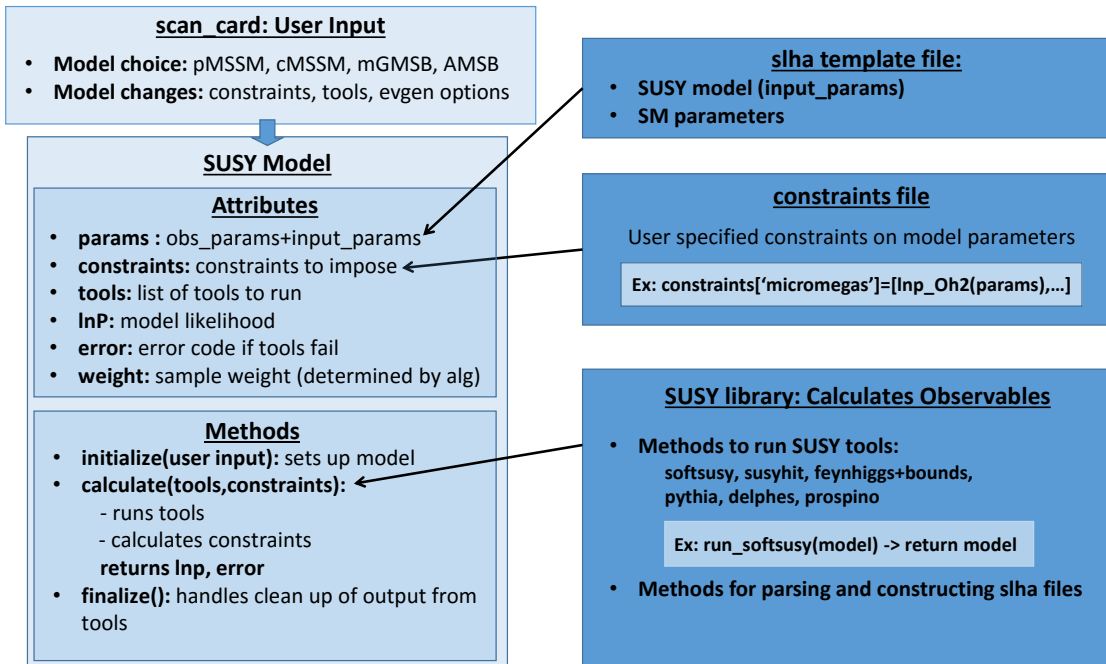 scan_card: User Input
• Model choice: pMSSM, cMSSM, mGMSB, AMSB
• Model changes: constraints, tools, evgen options
SUSY Model
Attributes
• params : obs_params+input_params
• constraints: constraints to impose
• tools: list of tools to run
• lnP: model likelihood
• error: error code if tools fail
• weight: sample weight (determined by alg)
Methods
• initialize(user input): sets up model
• calculate(tools,constraints):
- runs tools
- calculates constraints
returns lnp, error
• finalize(): handles clean up of output from
tools
slha template file:
• SUSY model (input_params)
• SM parameters
constraints file
User specified constraints on model parameters
Ex: constraints[‘micromegas’]=[lnp_Oh2(params),…]
SUSY library: Calculates Observables
• Methods to run SUSY tools:
softsusy, susyhit, feynhiggs+bounds,
pythia, delphes, prospino
Ex: run_softsusy(model) -> return model
• Methods for parsing and constructing slha files